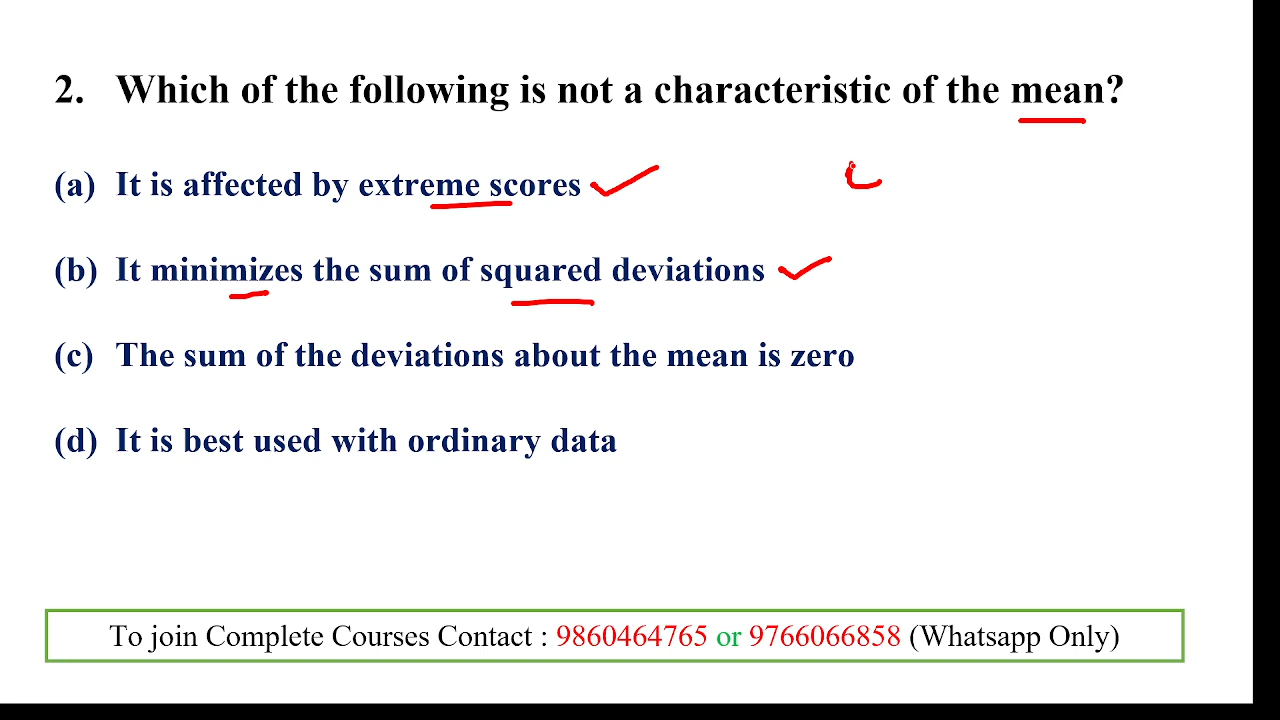 2. Which of the following is not a characteristic of the mean?
(a) It is affected by extreme scores
(b) It minimizes the sum of squared deviations
(c) The sum of the deviations about the mean is zero
(d) It is best used with ordinary data
To join Complete Courses Contact : 9860464765 or 9766066858 (Whatsapp Only)